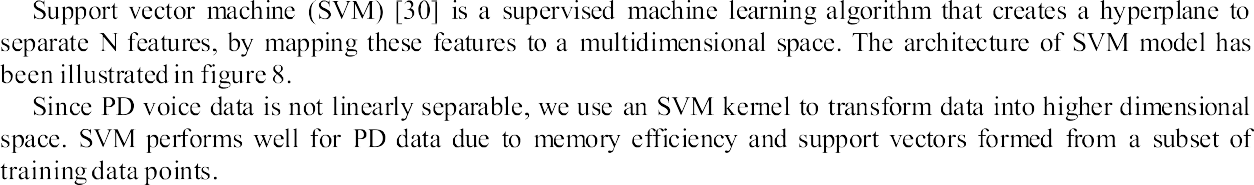 Support vector machine (SVM) [30] is a supervised machine learning algorithm that creates a hyperplane to
separate N features, by mapping these features to a multidimensional space. The architecture of SVM model has
been illustrated in figure 8.
Since PD voice data is not linearly separable, we use an SVM kernel to transform data into higher dimensional
space. SVM performs well for PD data due to memory efficiency and support vectors formed from a subset of
training data points.